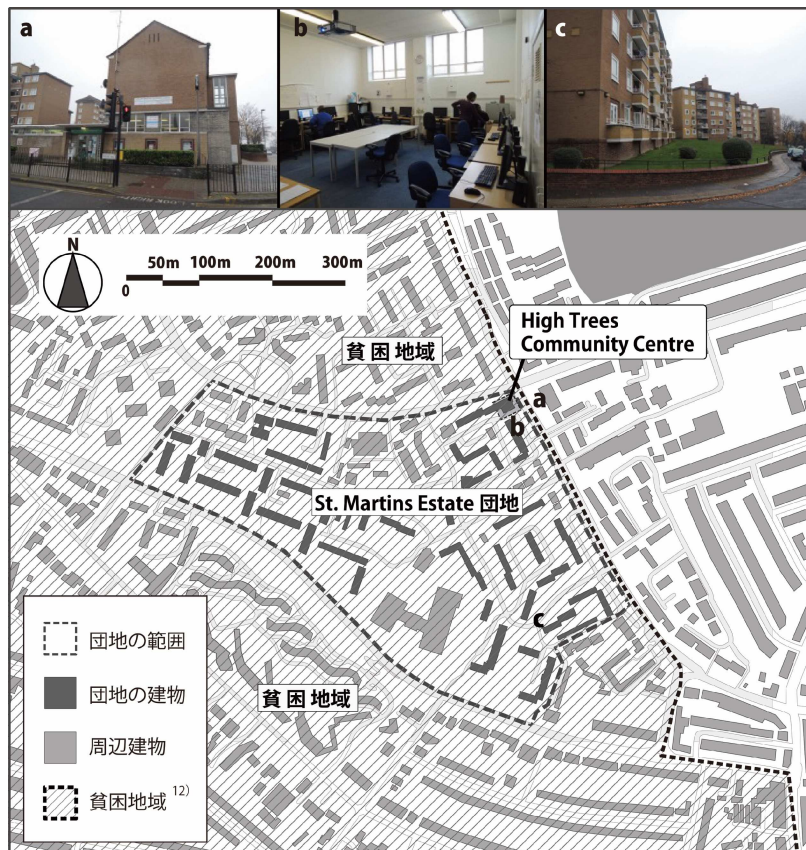 a
b
c
N
50m 100m 200m 300m
0
High Trees
Community Centre
貧困地域
a
b
St. Martins Estate 団地
c
団地の範囲
団地の建物
周辺建物
貧困地域 12)
貧困地域